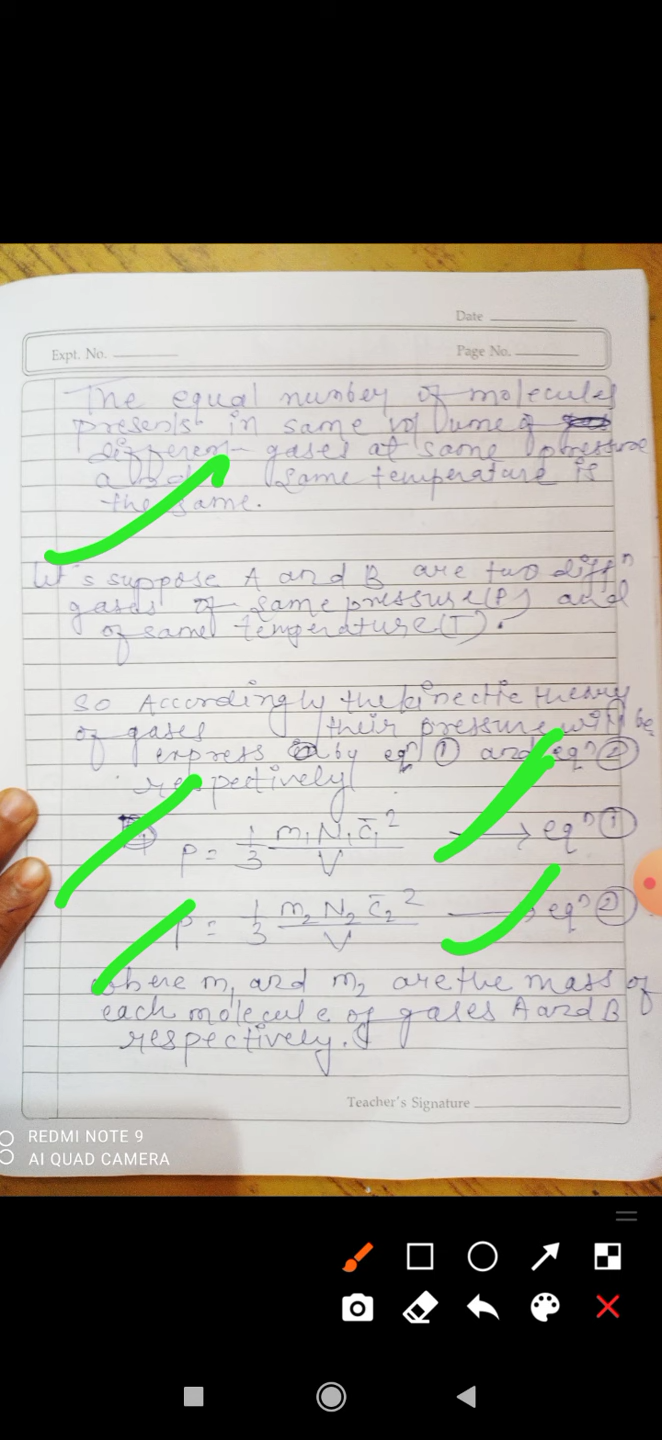 Date
Expt. No.
Page No.
The equal number of molecules
presents in same volume of
different gases at same pressure
same temperature is
the same.
let's suppose A and B are two diffⁿ
gases of same pressure(P) and
of same temperature(T).
so Accordingly the kinectic theory
of gases their pressure will be
express by eqⁿ ① and eqⁿ ②
respectively
P = 1/3 m₁N₁c̄₁²/V → eqⁿ ①
P = 1/3 m₂N₂c̄₂²/V → eqⁿ ②
where m₁ and m₂ are the mass of
each molecule of gases A and B
respectively.
Teacher's Signature
REDMI NOTE 9
AI QUAD CAMERA